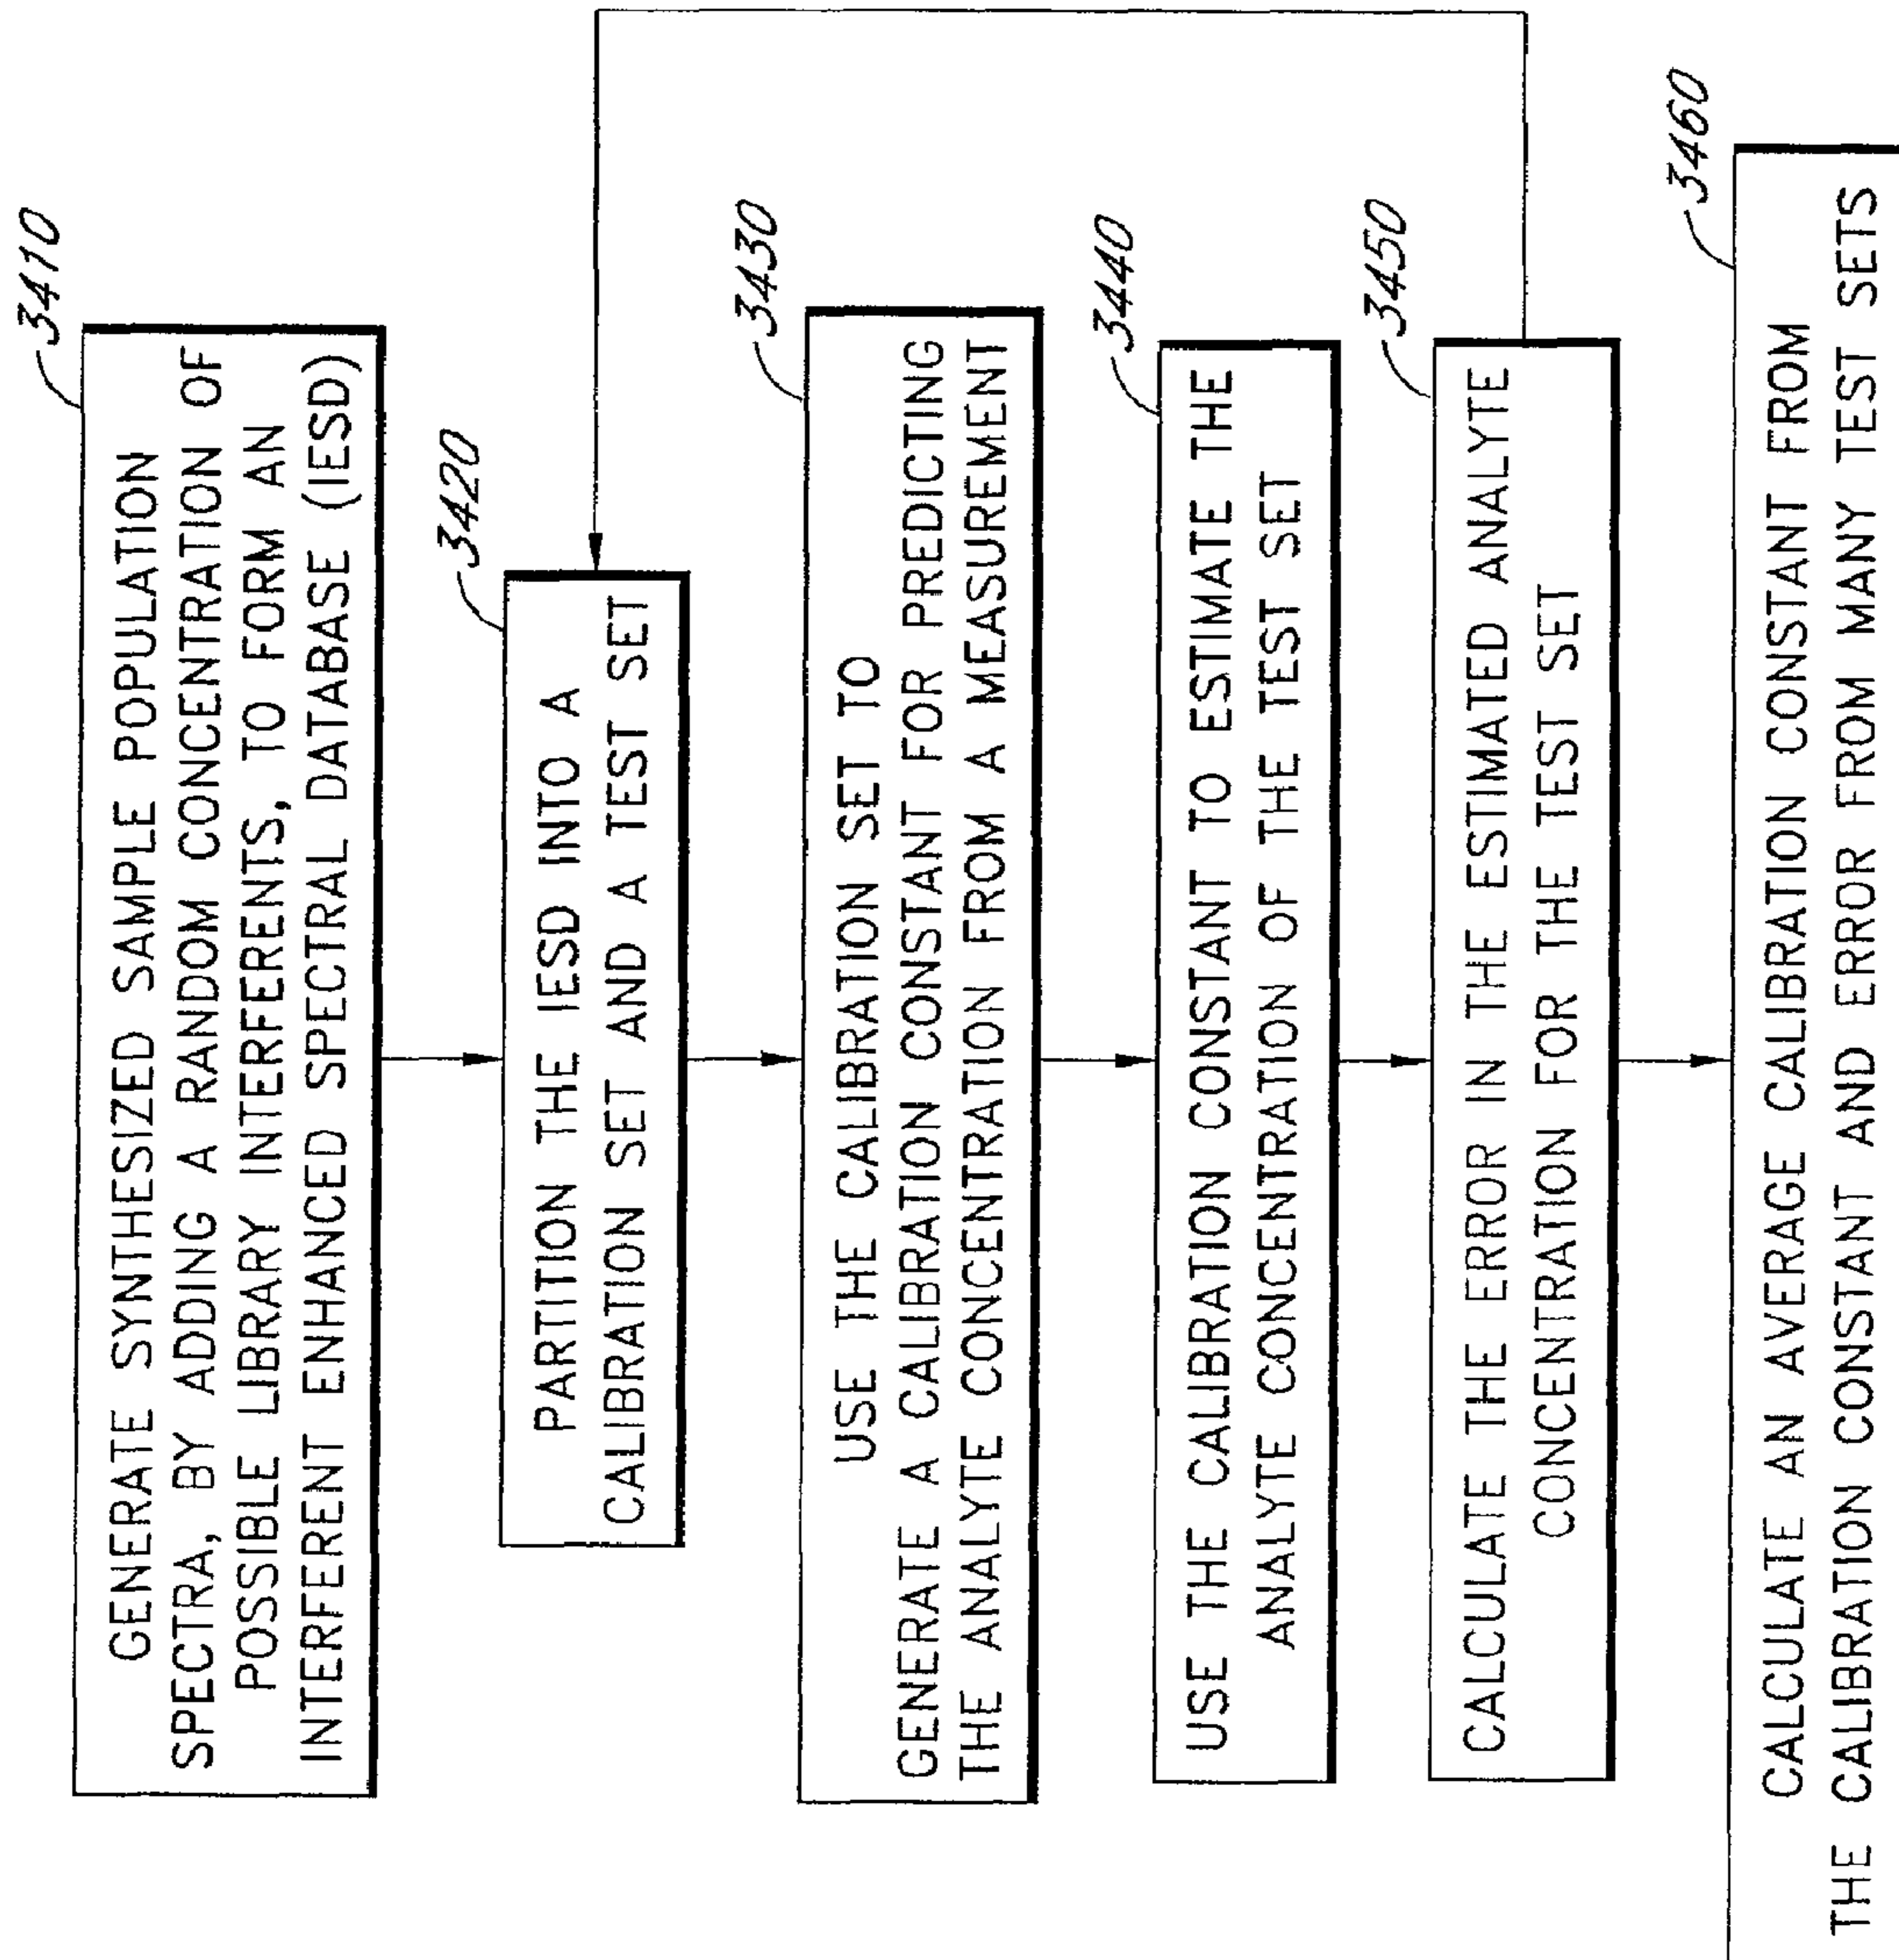 3410
GENERATE SYNTHESIZED SAMPLE POPULATION
SPECTRA, BY ADDING A RANDOM CONCENTRATION OF
POSSIBLE LIBRARY INTERFERENTS, TO FORM AN
INTERFERENT ENHANCED SPECTRAL DATABASE (IESD)
3420
PARTITION THE IESD INTO A
CALIBRATION SET AND A TEST SET
3430
USE THE CALIBRATION SET TO
GENERATE A CALIBRATION CONSTANT FOR PREDICTING
THE ANALYTE CONCENTRATION FROM A MEASUREMENT
3440
USE THE CALIBRATION CONSTANT TO ESTIMATE THE
ANALYTE CONCENTRATION OF THE TEST SET
3450
CALCULATE THE ERROR IN THE ESTIMATED ANALYTE
CONCENTRATION FOR THE TEST SET
3460
CALCULATE AN AVERAGE CALIBRATION CONSTANT FROM
THE CALIBRATION CONSTANT AND ERROR FROM MANY TEST SETS